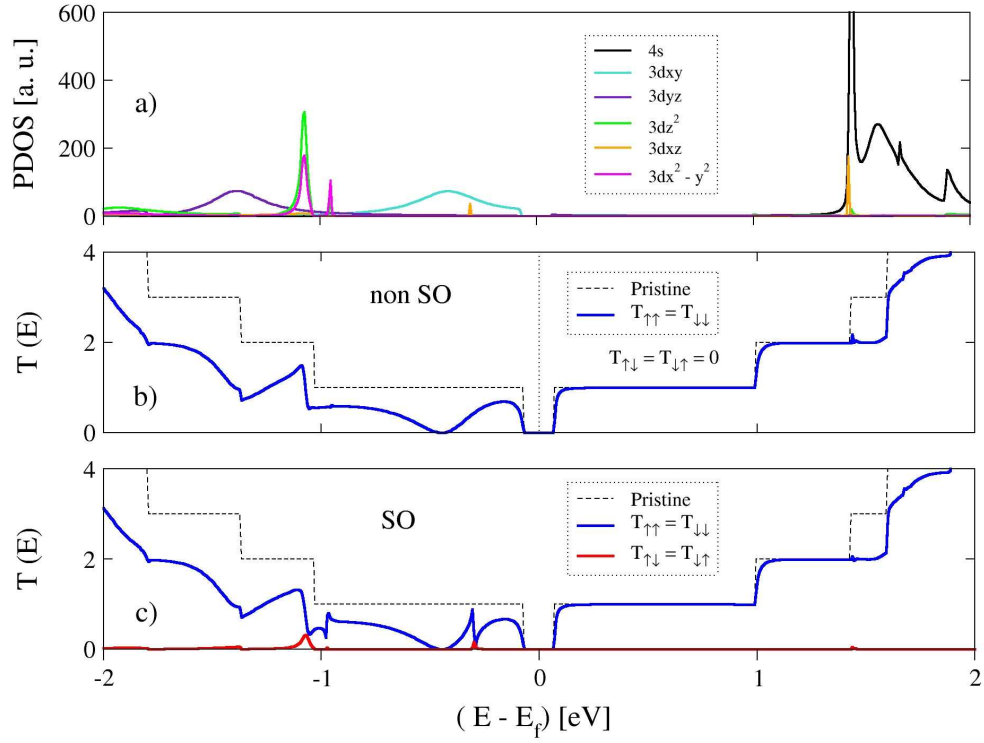 600
400
200
0
PDOS [a. u.]
a)
4s
3dxy
3dyz
3dz²
3dxz
3dx² - y²
4
2
0
T (E)
b)
non SO
Pristine
T↑↑ = T↓↓
T↑↓ = T↓↑ = 0
4
2
0
T (E)
c)
SO
Pristine
T↑↑ = T↓↓
T↑↓ = T↓↑
-2 -1 0 1 2
( E - E_f) [eV]